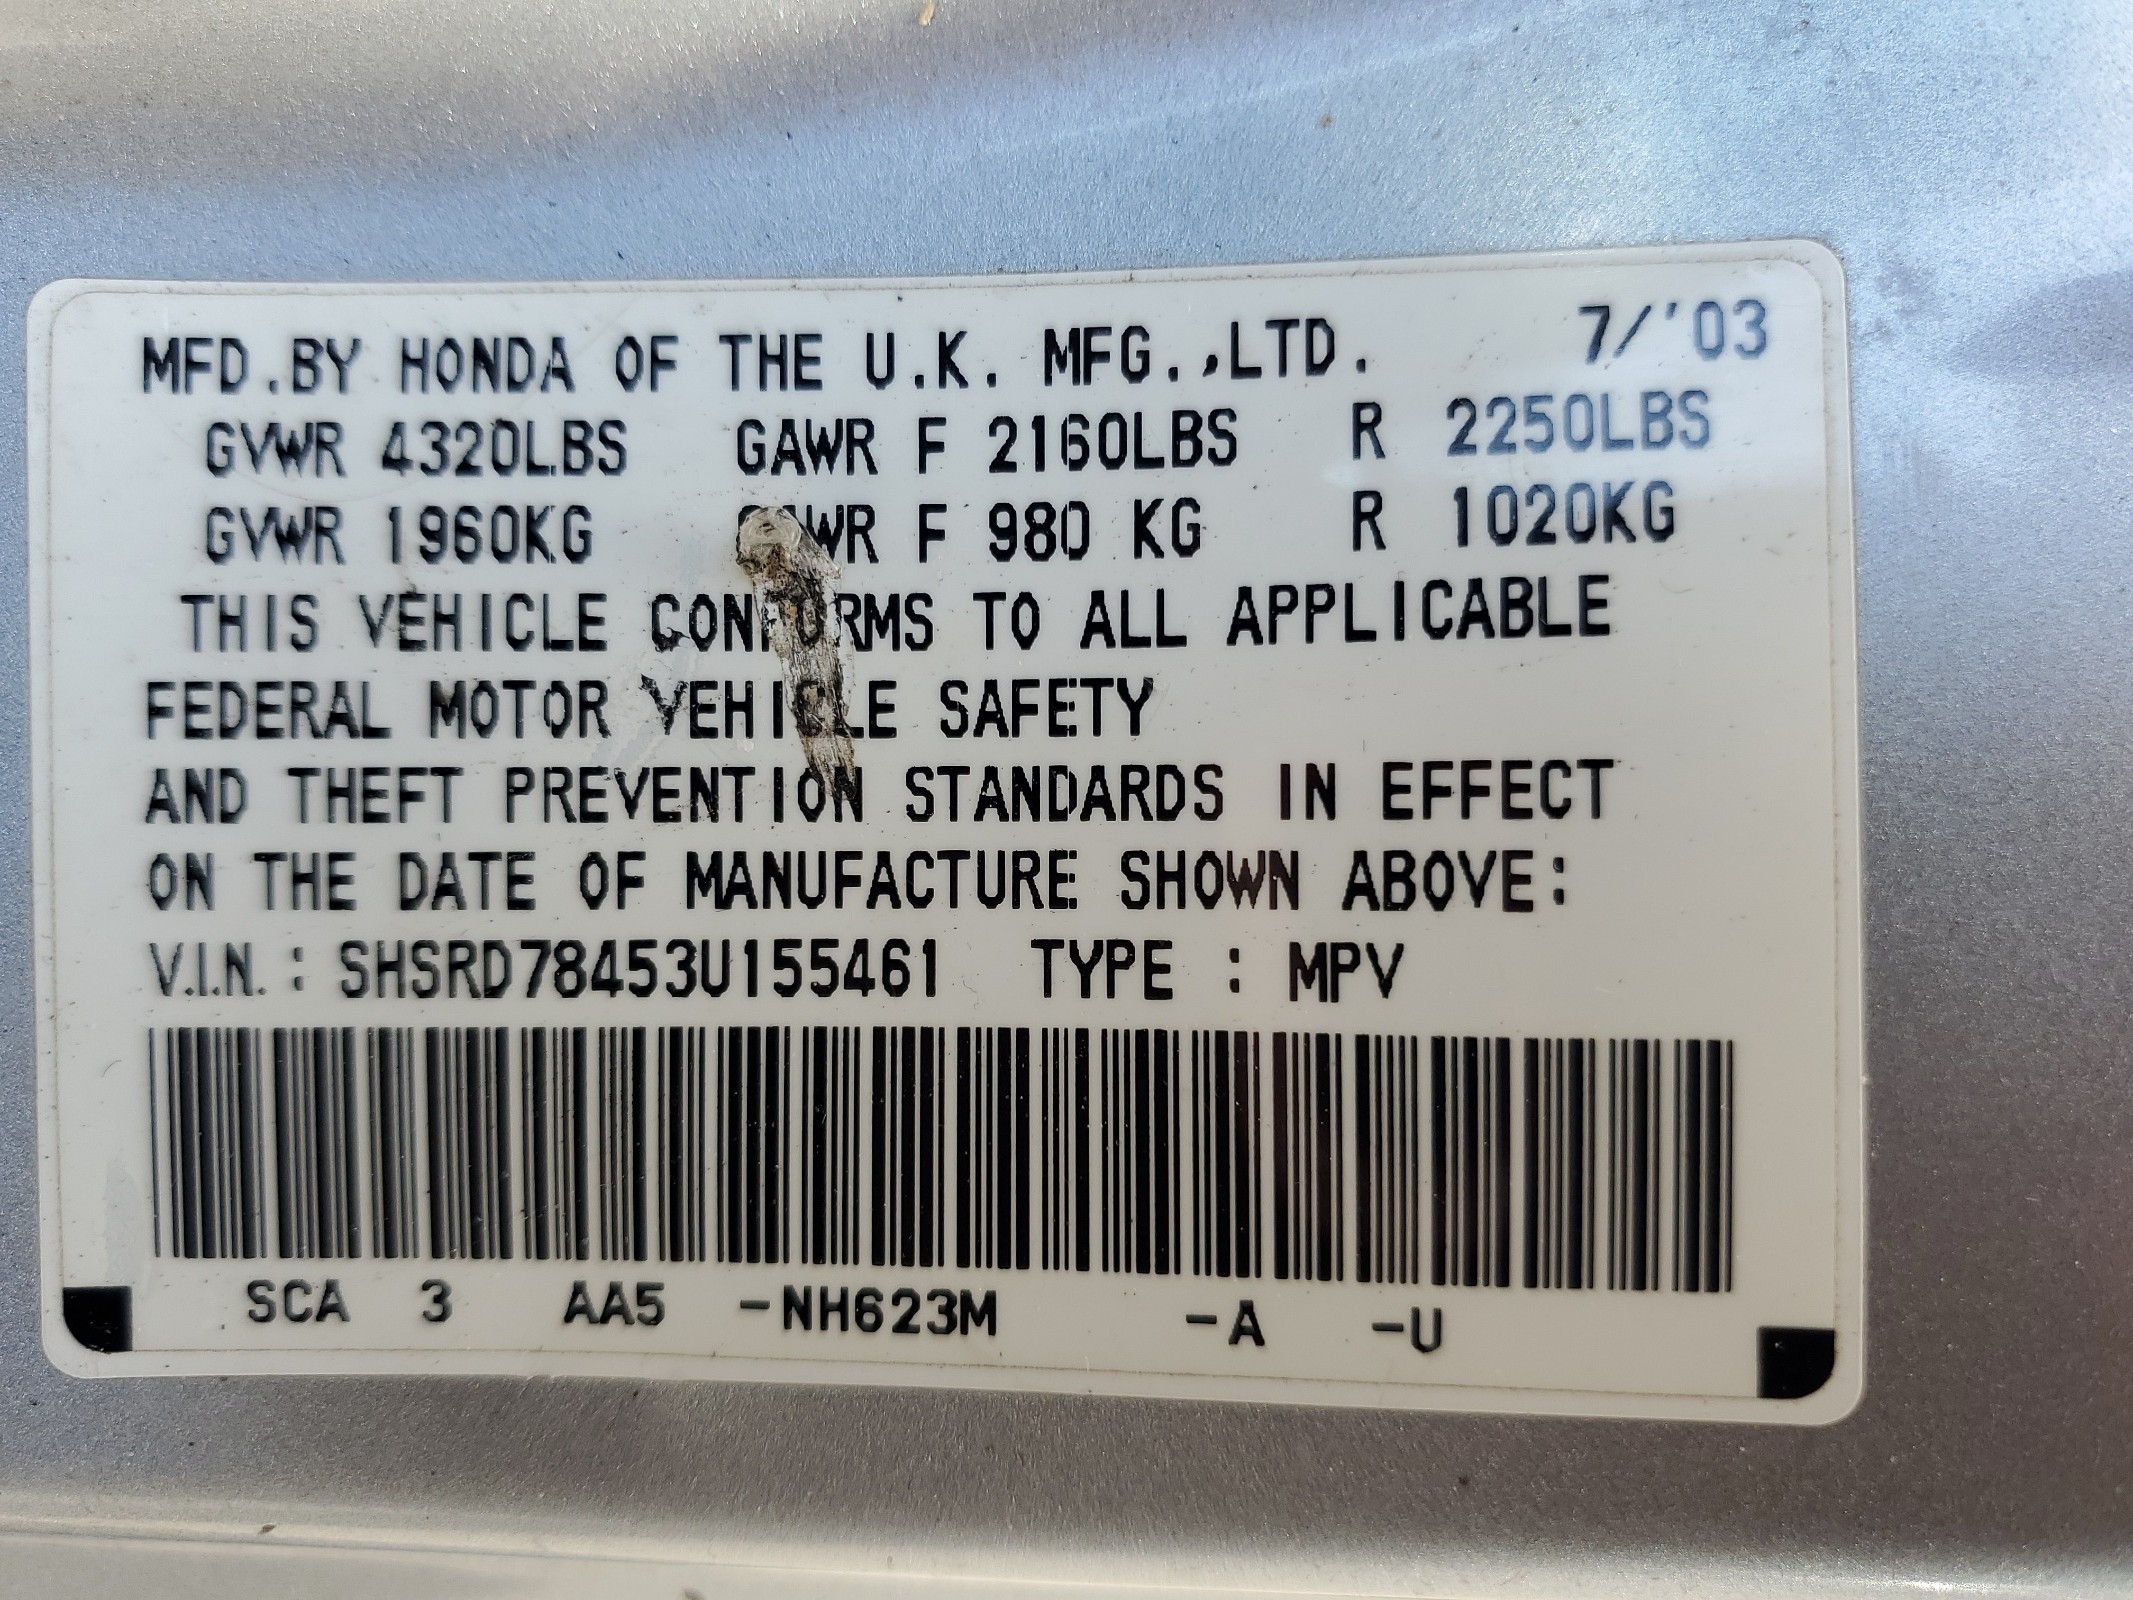 MFD.BY HONDA OF THE U.K. MFG.,LTD. 7/'03
GVWR 4320LBS GAWR F 2160LBS R 2250LBS
GVWR 1960KG GAWR F 980 KG R 1020KG
THIS VEHICLE CONFORMS TO ALL APPLICABLE
FEDERAL MOTOR VEHICLE SAFETY
AND THEFT PREVENTION STANDARDS IN EFFECT
ON THE DATE OF MANUFACTURE SHOWN ABOVE:
V.I.N. : SHSRD78453U155461 TYPE : MPV
SCA 3 AA5 -NH623M -A -U